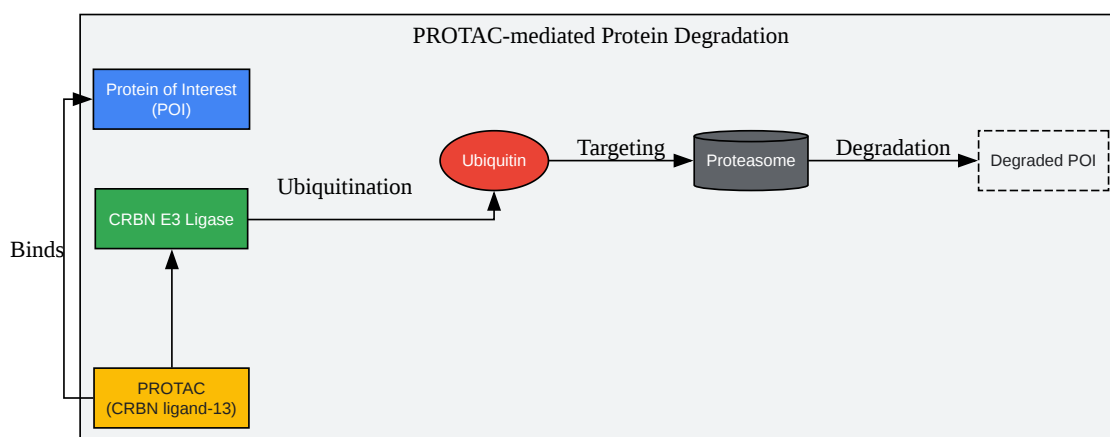 PROTAC-mediated Protein Degradation
Protein of Interest
(POI)
Ubiquitin
Targeting
Proteasome
Degradation
Degraded POI
Ubiquitination
CRBN E3 Ligase
Binds
PROTAC
(CRBN ligand-13)